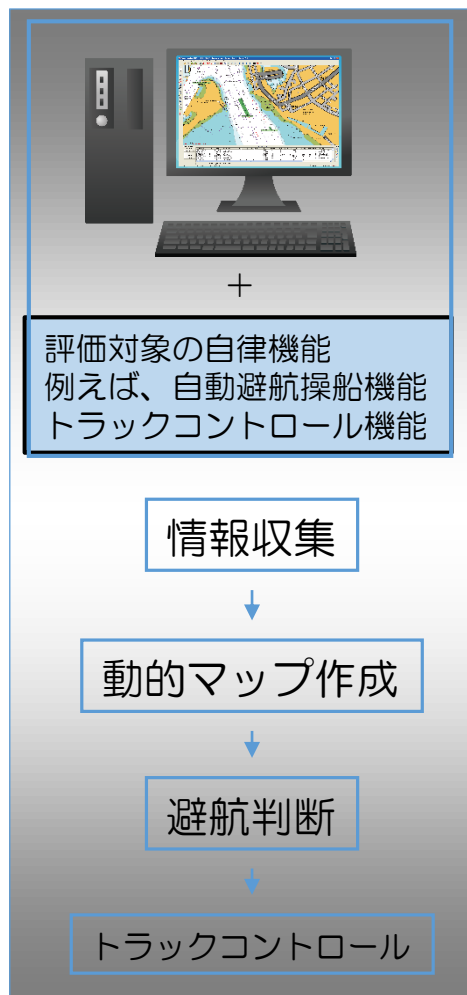 +
評価対象の自律機能
例えば、自動避航操船機能
トラックコントロール機能
情報収集
動的マップ作成
避航判断
トラックコントロール